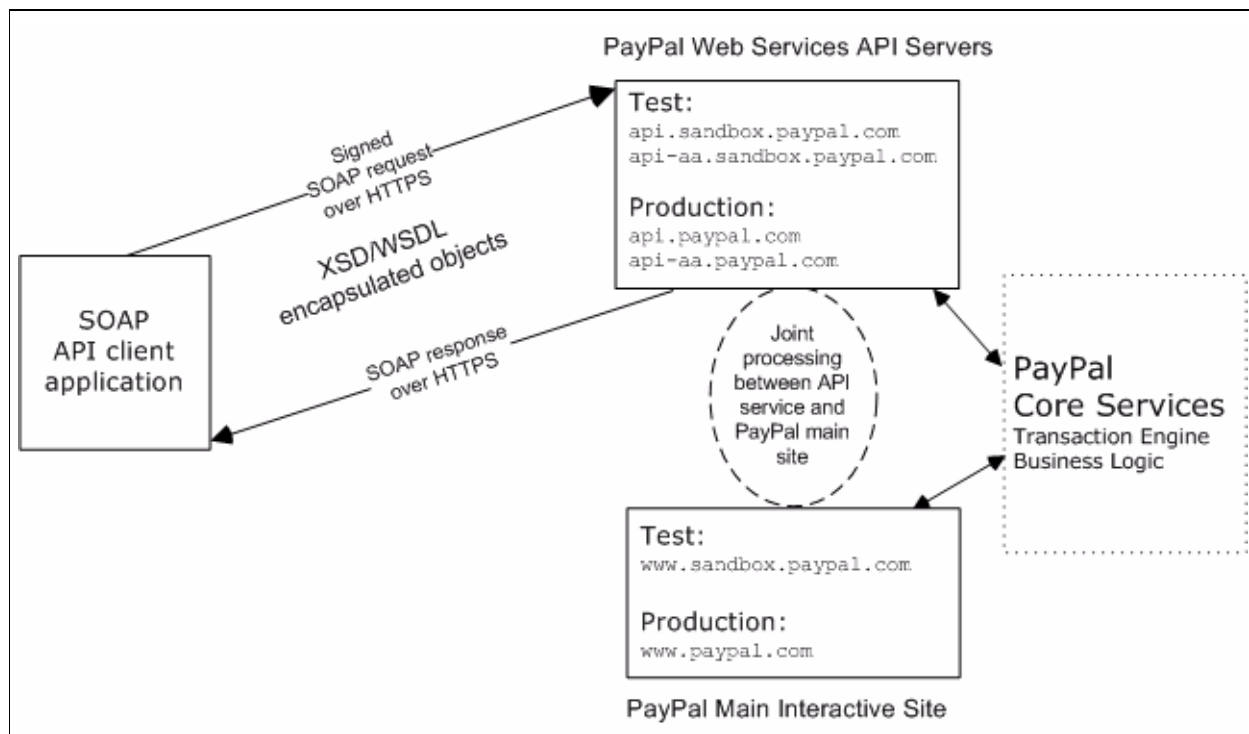 PayPal Web Services API Servers
Test:
api.sandbox.paypal.com
api-aa.sandbox.paypal.com
Production:
api.paypal.com
api-aa.paypal.com
Signed
SOAP request
over HTTPS
XSD/WSDL
encapsulated objects
SOAP response
over HTTPS
SOAP
API client
application
Joint
processing
between API
service and
PayPal main
site
PayPal
Core Services
Transaction Engine
Business Logic
Test:
www.sandbox.paypal.com
Production:
www.paypal.com
PayPal Main Interactive Site